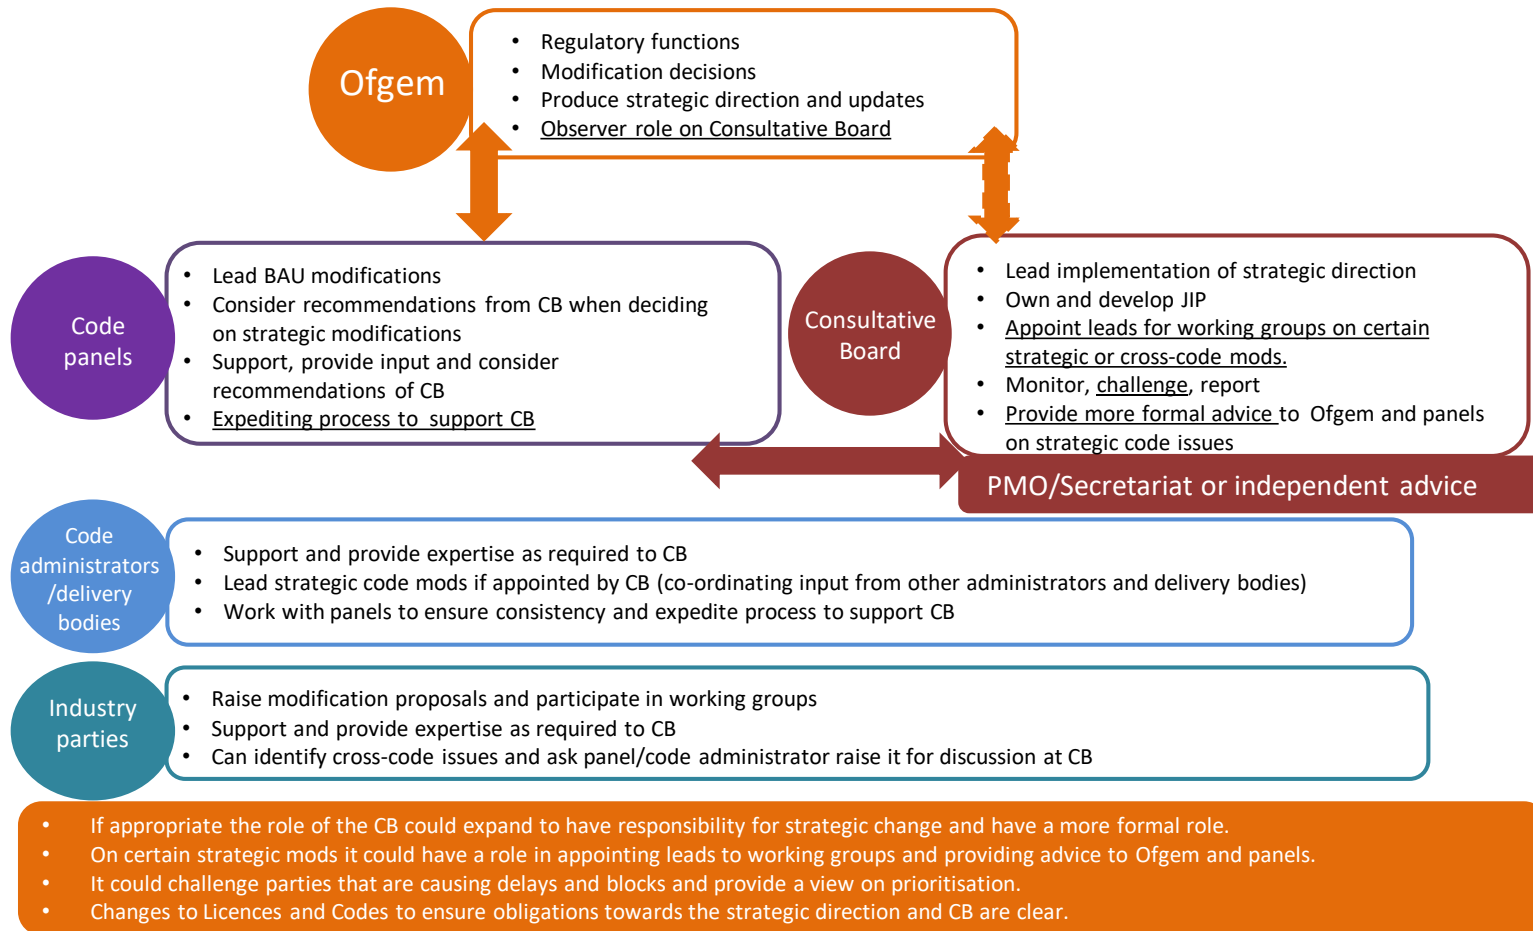 Ofgem
• Regulatory functions
• Modification decisions
• Produce strategic direction and updates
• Observer role on Consultative Board
Code
panels
• Lead BAU modifications
• Consider recommendations from CB when deciding
on strategic modifications
• Support, provide input and consider
recommendations of CB
• Expediting process to support CB
Consultative
Board
• Lead implementation of strategic direction
• Own and develop JIP
• Appoint leads for working groups on certain
strategic or cross-code mods.
• Monitor, challenge, report
• Provide more formal advice to Ofgem and panels
on strategic code issues
PMO/Secretariat or independent advice
Code
administrators
/delivery
bodies
• Support and provide expertise as required to CB
• Lead strategic code mods if appointed by CB (co-ordinating input from other administrators and delivery bodies)
• Work with panels to ensure consistency and expedite process to support CB
Industry
parties
• Raise modification proposals and participate in working groups
• Support and provide expertise as required to CB
• Can identify cross-code issues and ask panel/code administrator raise it for discussion at CB
• If appropriate the role of the CB could expand to have responsibility for strategic change and have a more formal role.
• On certain strategic mods it could have a role in appointing leads to working groups and providing advice to Ofgem and panels.
• It could challenge parties that are causing delays and blocks and provide a view on prioritisation.
• Changes to Licences and Codes to ensure obligations towards the strategic direction and CB are clear.